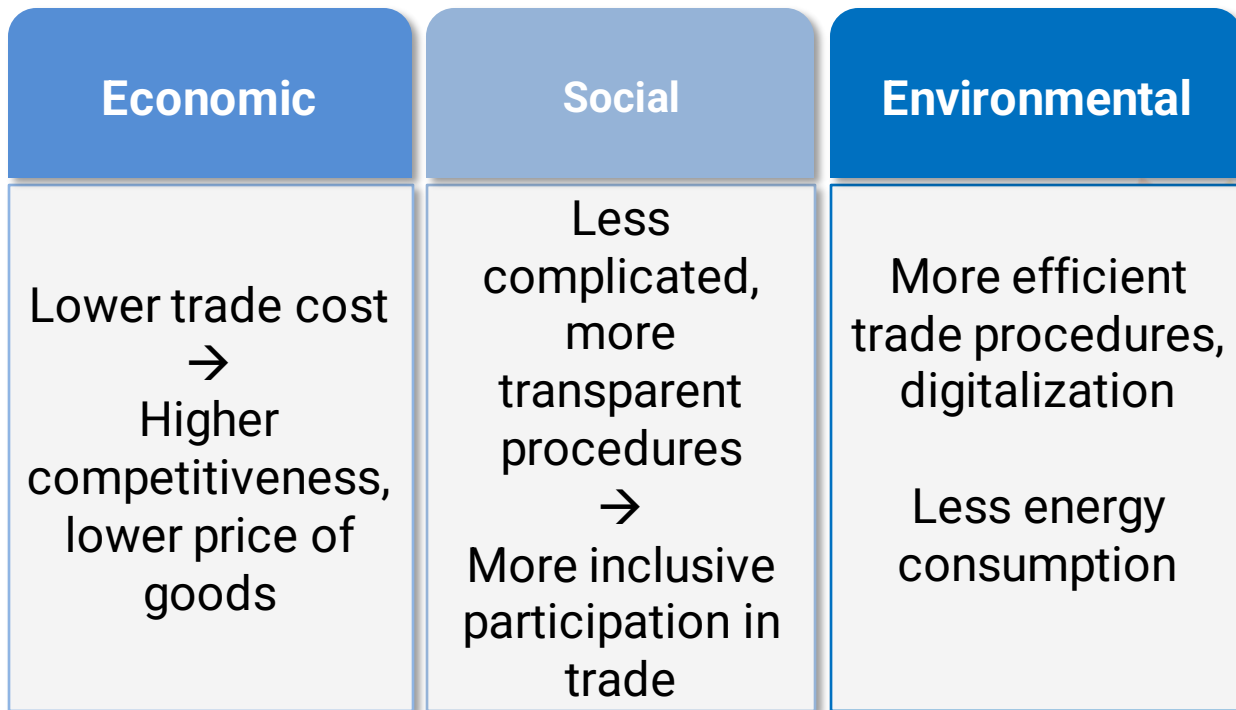 Economic
Lower trade cost
→
Higher
competitiveness,
lower price of
goods
Social
Less
complicated,
more
transparent
procedures
→
More inclusive
participation in
trade
Environmental
More efficient
trade procedures,
digitalization
Less energy
consumption